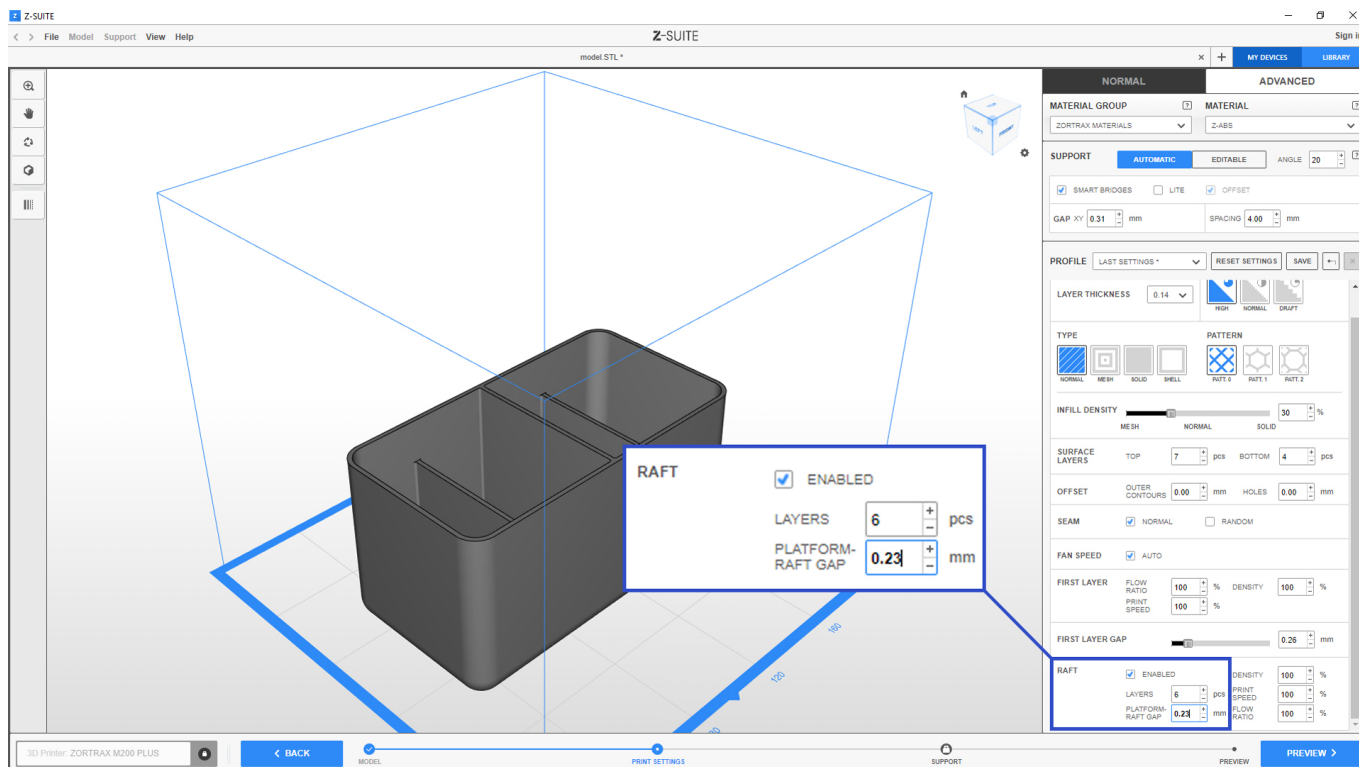 Z-SUITE
File Model Support View Help
Z-SUITE
Sign in
model.STL *
MY DEVICES
LIBRARY
NORMAL
ADVANCED
MATERIAL GROUP
MATERIAL
ZORTRAX MATERIALS
Z-ABS
SUPPORT
AUTOMATIC
EDITABLE
ANGLE 20
SMART BRIDGES
LITE
OFFSET
GAP XY 0.31 mm
SPACING 4.00 mm
PROFILE
LAST SETTINGS *
RESET SETTINGS
SAVE
LAYER THICKNESS
0.14
HIGH
NORMAL
DRAFT
TYPE
PATTERN
NORMAL
MESH
SOLID
SHELL
PATT. 0
PATT. 1
PATT. 2
INFILL DENSITY
30 %
MESH
NORMAL
SOLID
SURFACE
LAYERS
TOP 7 pcs
BOTTOM 4 pcs
OFFSET
OUTER
CONTOURS 0.00 mm
HOLES 0.00 mm
SEAM
NORMAL
RANDOM
FAN SPEED
AUTO
FIRST LAYER
FLOW
RATIO 100 %
DENSITY 100 %
PRINT
SPEED 100 %
FIRST LAYER GAP
0.26 mm
RAFT
ENABLED
DENSITY 100 %
LAYERS 6 pcs
PRINT
SPEED 100 %
PLATFORM-
RAFT GAP 0.23 mm
FLOW
RATIO 100 %
RAFT
ENABLED
LAYERS 6 pcs
PLATFORM-
RAFT GAP 0.23 mm
LEFT
FRONT
160
120
3D Printer: ZORTRAX M200 PLUS
< BACK
MODEL
PRINT SETTINGS
SUPPORT
PREVIEW
PREVIEW >